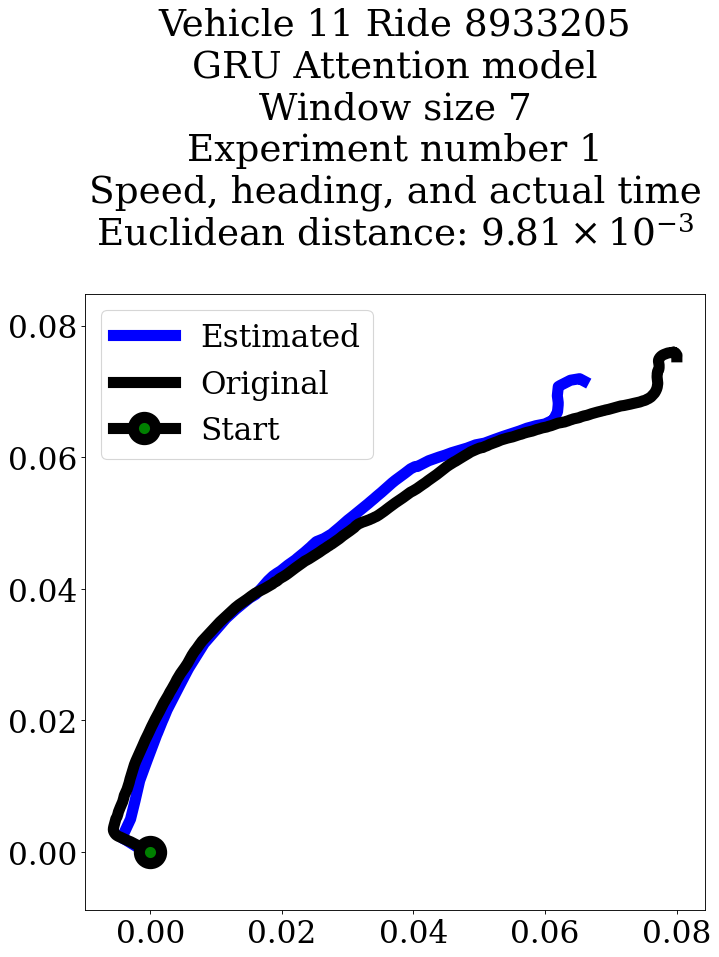 Vehicle 11 Ride 8933205
GRU Attention model
Window size 7
Experiment number 1
Speed, heading, and actual time
Euclidean distance: 9.81 × 10⁻³
Estimated
Original
Start
0.08
0.06
0.04
0.02
0.00
0.00 0.02 0.04 0.06 0.08